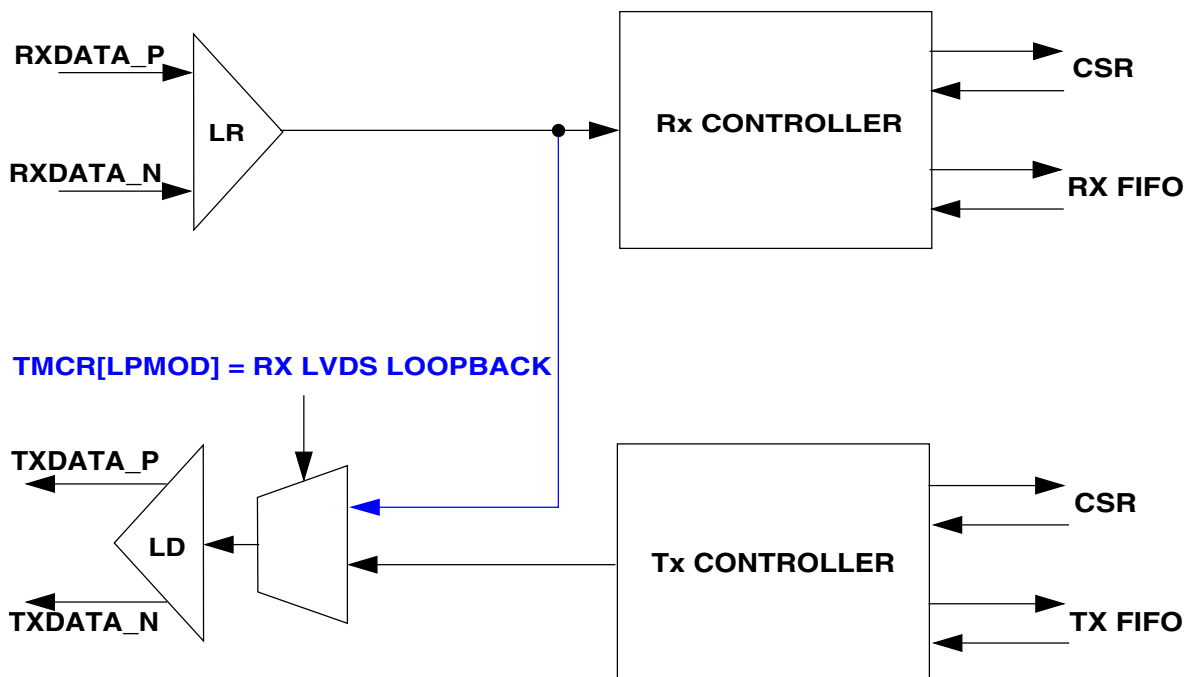 RXDATA_P
CSR
LR
Rx CONTROLLER
RXDATA_N
RX FIFO
TMCR[LPMOD] = RX LVDS LOOPBACK
TXDATA_P
CSR
LD
Tx CONTROLLER
TXDATA_N
TX FIFO